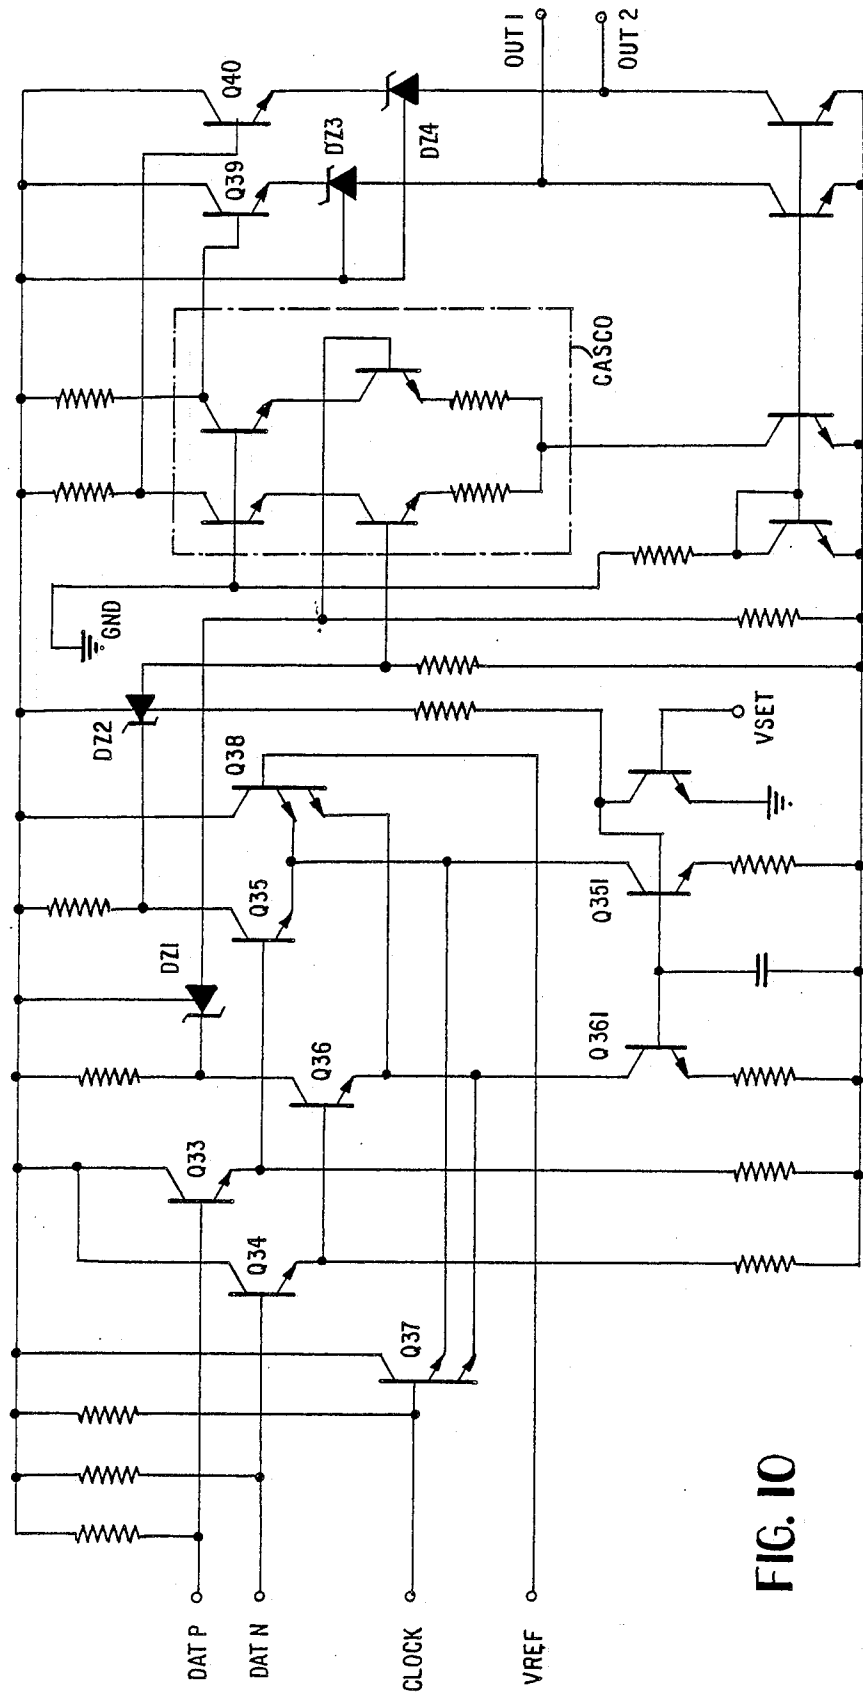 DAT P
DAT N
CLOCK
VREF
Q37
Q34
Q33
Q36
DZ1
Q35
Q38
DZ2
GND
Q361
Q351
VSET
CASCO
Q39
Q40
DZ3
DZ4
OUT 1
OUT 2
FIG. 10